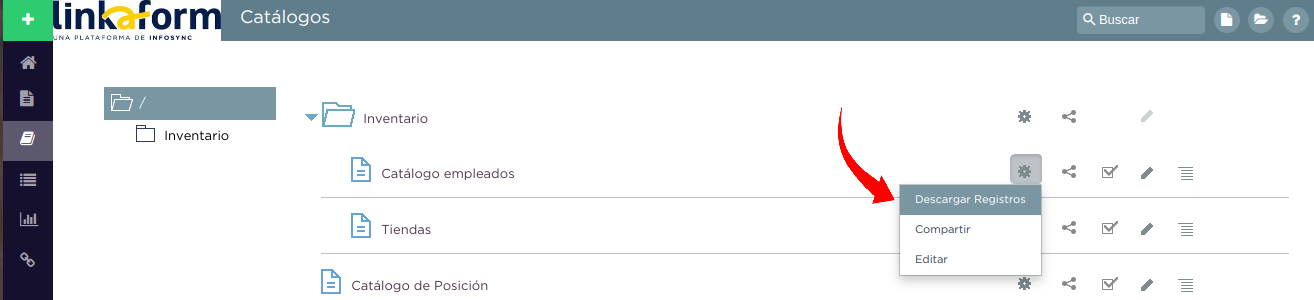 linkaform
UNA PLATAFORMA DE INFOSYNC
Catálogos
Buscar
/
Inventario
Inventario
Catálogo empleados
Descargar Registros
Compartir
Editar
Tiendas
Catálogo de Posición